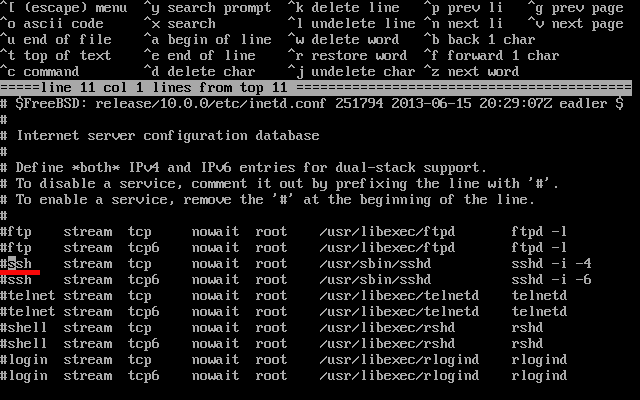 ^[ (escape) menu  ^y search prompt  ^k delete line   ^p prev li  ^g prev page
^o ascii code     ^x search         ^l undelete line ^n next li  ^v next page
^u end of file    ^a begin of line  ^w delete word   ^b back 1 char
^t top of text    ^e end of line    ^r restore word  ^f forward 1 char
^c command        ^d delete char    ^j undelete char ^z next word
=====line 11 col 1 lines from top 11 ==========================================
# $FreeBSD: release/10.0.0/etc/inetd.conf 251794 2013-06-15 20:29:07Z eadler $
#
# Internet server configuration database
#
# Define *both* IPv4 and IPv6 entries for dual-stack support.
# To disable a service, comment it out by prefixing the line with '#'.
# To enable a service, remove the '#' at the beginning of the line.
#
#ftp    stream  tcp     nowait  root    /usr/libexec/ftpd       ftpd -l
#ftp    stream  tcp6    nowait  root    /usr/libexec/ftpd       ftpd -l
#ssh    stream  tcp     nowait  root    /usr/sbin/sshd          sshd -i -4
#ssh    stream  tcp6    nowait  root    /usr/sbin/sshd          sshd -i -6
#telnet stream  tcp     nowait  root    /usr/libexec/telnetd    telnetd
#telnet stream  tcp6    nowait  root    /usr/libexec/telnetd    telnetd
#shell  stream  tcp     nowait  root    /usr/libexec/rshd       rshd
#shell  stream  tcp6    nowait  root    /usr/libexec/rshd       rshd
#login  stream  tcp     nowait  root    /usr/libexec/rlogind    rlogind
#login  stream  tcp6    nowait  root    /usr/libexec/rlogind    rlogind